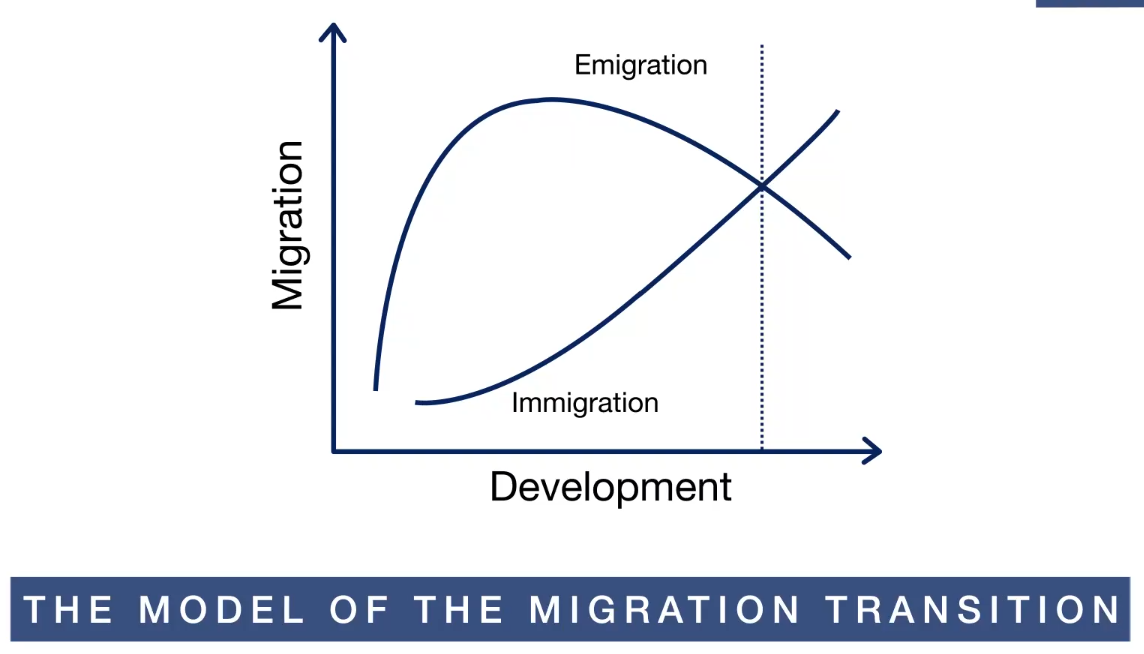 Emigration
Migration
Immigration
Development
THE MODEL OF THE MIGRATION TRANSITION